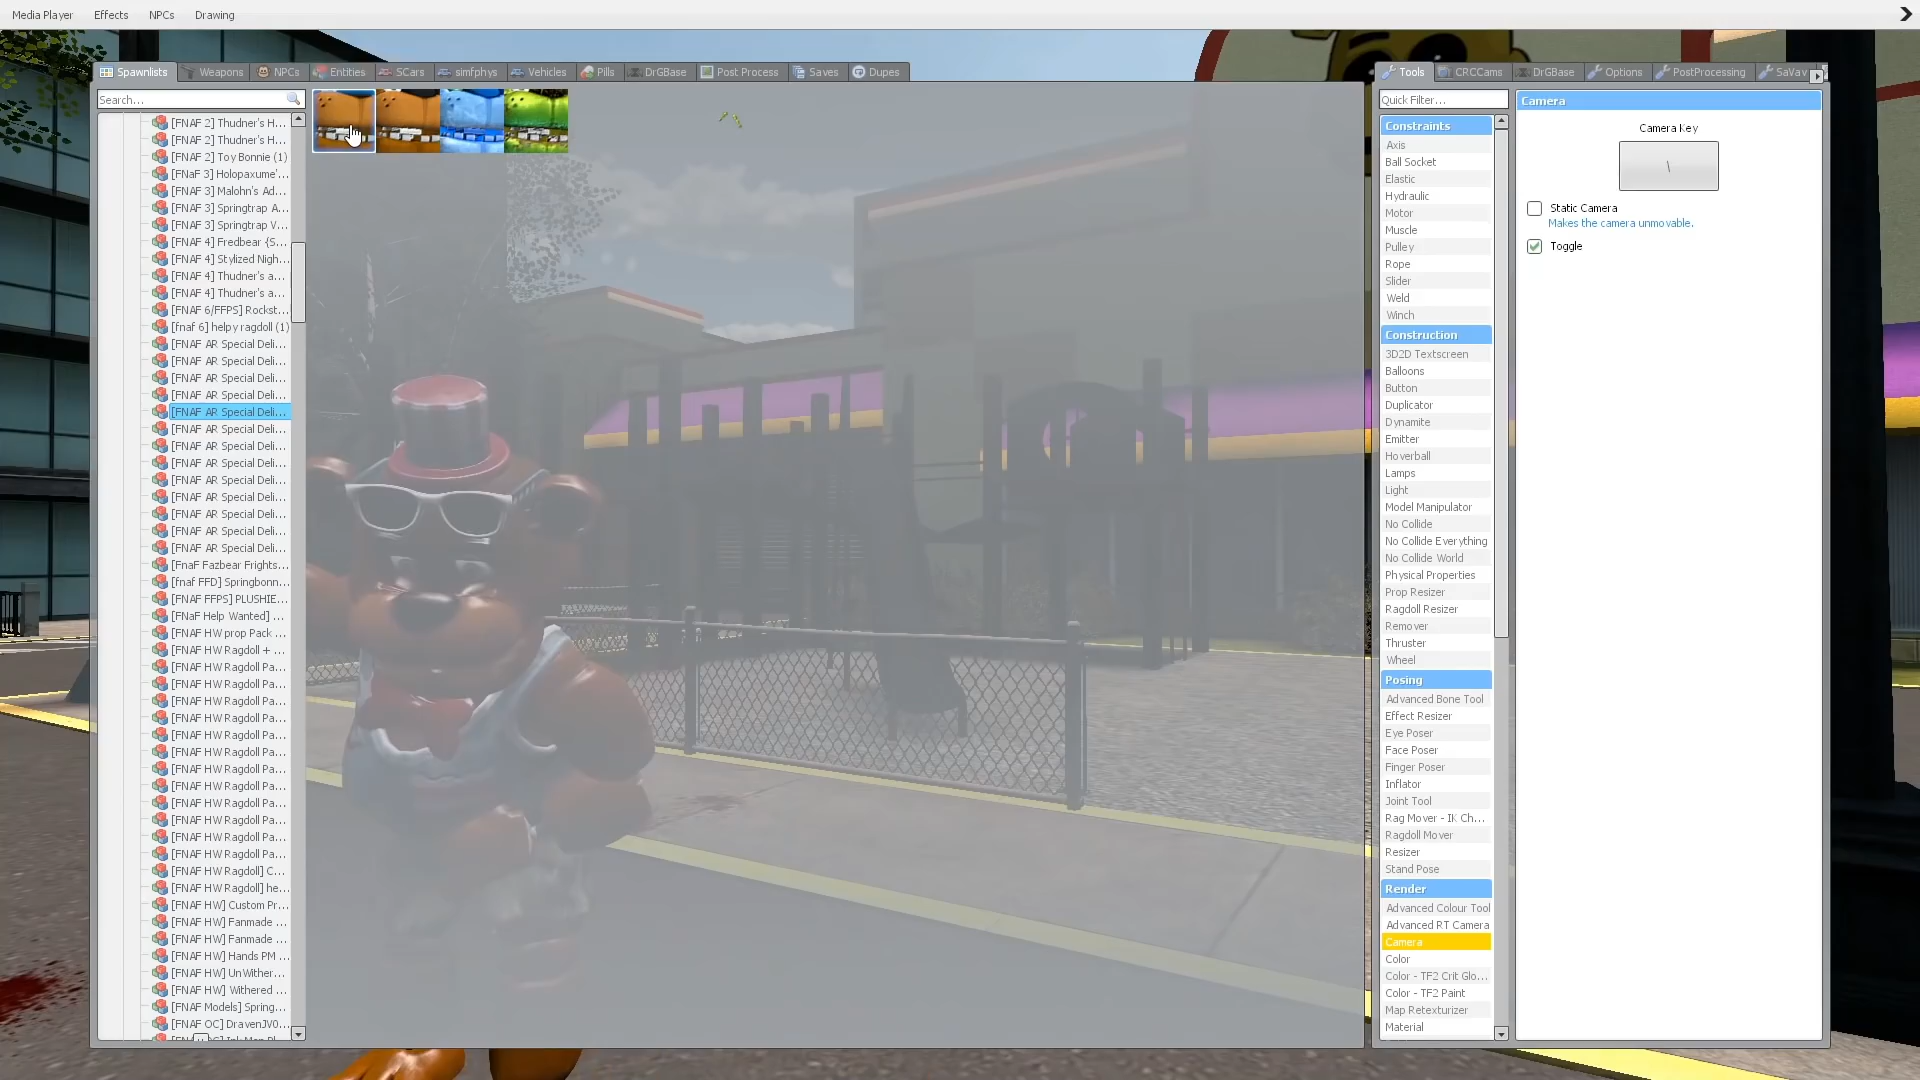 Media Player
Effects
NPCs
Drawing
Spawnlists
Weapons
NPCs
Entities
SCars
simfphys
Vehicles
Pills
DrGBase
Post Process
Saves
Dupes
Search...
[FNAF 2] Thudner's H...
[FNAF 2] Thudner's H...
[FNAF 2] Toy Bonnie (1)
[FNaF 3] Holopaxume'...
[FNAF 3] Malohn's Ad...
[FNAF 3] Springtrap A...
[FNAF 3] Springtrap V...
[FNAF 4] Fredbear {S...
[FNAF 4] Stylized Nigh...
[FNAF 4] Thudner's a...
[FNAF 4] Thudner's a...
[FNAF 6/FFPS] Rockst...
[fnaf 6] helpy ragdoll (1)
[FNAF AR Special Deli...
[FNAF AR Special Deli...
[FNAF AR Special Deli...
[FNAF AR Special Deli...
[FNAF AR Special Deli...
[FNAF AR Special Deli...
[FNAF AR Special Deli...
[FNAF AR Special Deli...
[FNAF AR Special Deli...
[FNAF AR Special Deli...
[FNAF AR Special Deli...
[FNAF AR Special Deli...
[FNAF AR Special Deli...
[FnaF Fazbear Frights...
[fnaf FFD] Springbonn...
[FNAF FFPS] PLUSHIE...
[FNaF Help Wanted] ...
[FNAF HW prop Pack ...
[FNAF HW Ragdoll + ...
[FNAF HW Ragdoll Pa...
[FNAF HW Ragdoll Pa...
[FNAF HW Ragdoll Pa...
[FNAF HW Ragdoll Pa...
[FNAF HW Ragdoll Pa...
[FNAF HW Ragdoll Pa...
[FNAF HW Ragdoll Pa...
[FNAF HW Ragdoll Pa...
[FNAF HW Ragdoll Pa...
[FNAF HW Ragdoll Pa...
[FNAF HW Ragdoll Pa...
[FNAF HW Ragdoll Pa...
[FNAF HW Ragdoll] C...
[FNAF HW Ragdoll] he...
[FNAF HW] Custom Pr...
[FNAF HW] Fanmade ...
[FNAF HW] Fanmade ...
[FNAF HW] Hands PM ...
[FNAF HW] UnWither...
[FNAF HW] Withered ...
[FNAF Models] Spring...
[FNAF OC] DravenJV0...
Tools
CRCCams
DrGBase
Options
PostProcessing
SaVav
Quick Filter...
Constraints
Axis
Ball Socket
Elastic
Hydraulic
Motor
Muscle
Pulley
Rope
Slider
Weld
Winch
Construction
3D2D Textscreen
Balloons
Button
Duplicator
Dynamite
Emitter
Hoverball
Lamps
Light
Model Manipulator
No Collide
No Collide Everything
No Collide World
Physical Properties
Prop Resizer
Ragdoll Resizer
Remover
Thruster
Wheel
Posing
Advanced Bone Tool
Effect Resizer
Eye Poser
Face Poser
Finger Poser
Inflator
Joint Tool
Rag Mover - IK Ch...
Ragdoll Mover
Resizer
Stand Pose
Render
Advanced Colour Tool
Advanced RT Camera
Camera
Color
Color - TF2 Crit Glo...
Color - TF2 Paint
Map Retexturizer
Material
Camera
Camera Key
\
Static Camera
Makes the camera unmovable.
Toggle